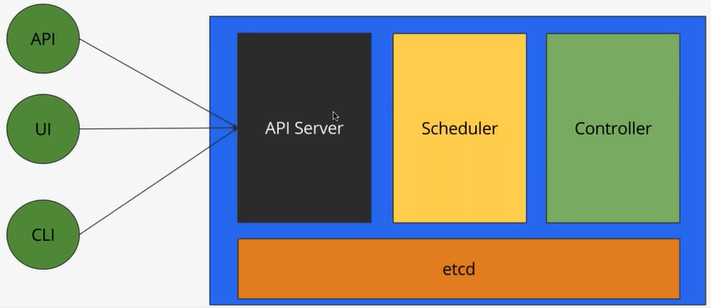 API
UI
CLI
API Server
Scheduler
Controller
etcd